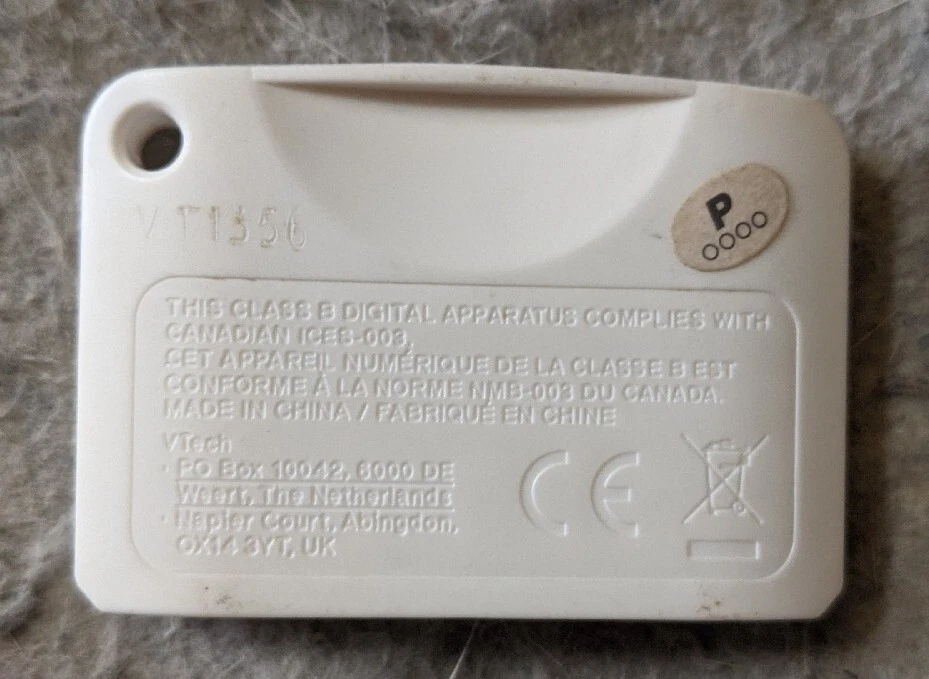 VT1356
P
THIS CLASS B DIGITAL APPARATUS COMPLIES WITH
CANADIAN ICES-003,
CET APPAREIL NUMÉRIQUE DE LA CLASSE B EST
CONFORME À LA NORME NMB-003 DU CANADA.
MADE IN CHINA / FABRIQUÉ EN CHINE
VTech
· PO Box 10042, 6000 DE
Weert, The Netherlands
· Napier Court, Abingdon,
OX14 3YT, UK
CE